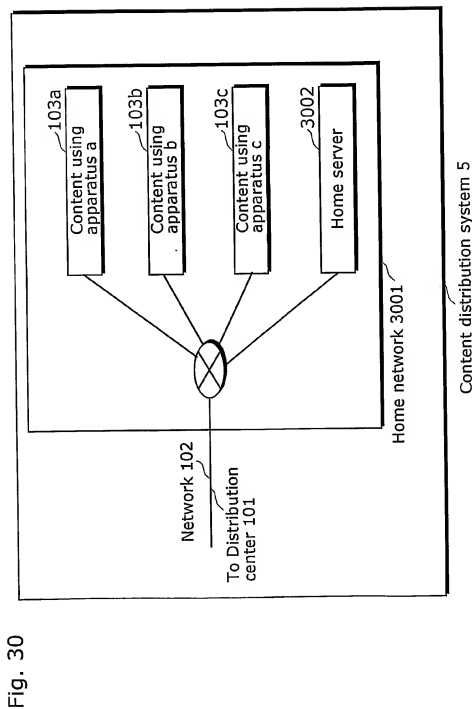 Fig. 30
Network 102
To Distribution
center 101
103a
Content using
apparatus a
103b
Content using
apparatus b
103c
Content using
apparatus c
3002
Home server
Home network 3001
Content distribution system 5